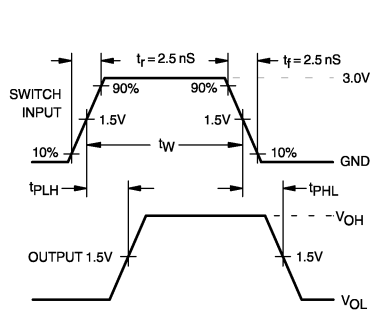 tr = 2.5 nS
tf = 2.5 nS
3.0V
SWITCH
INPUT
90%
90%
1.5V
1.5V
tW
10%
10%
GND
tPLH
tPHL
VOH
OUTPUT 1.5V
1.5V
VOL